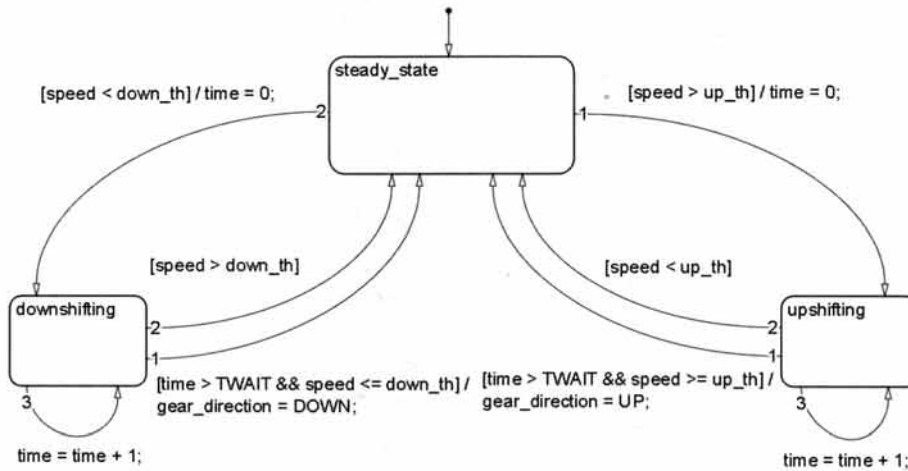 steady_state
[speed < down_th] / time = 0;
[speed > up_th] / time = 0;
2
1
[speed > down_th]
[speed < up_th]
downshifting
upshifting
2
2
1
1
[time > TWAIT && speed <= down_th] /
gear_direction = DOWN;
[time > TWAIT && speed >= up_th] /
gear_direction = UP;
3
3
time = time + 1;
time = time + 1;